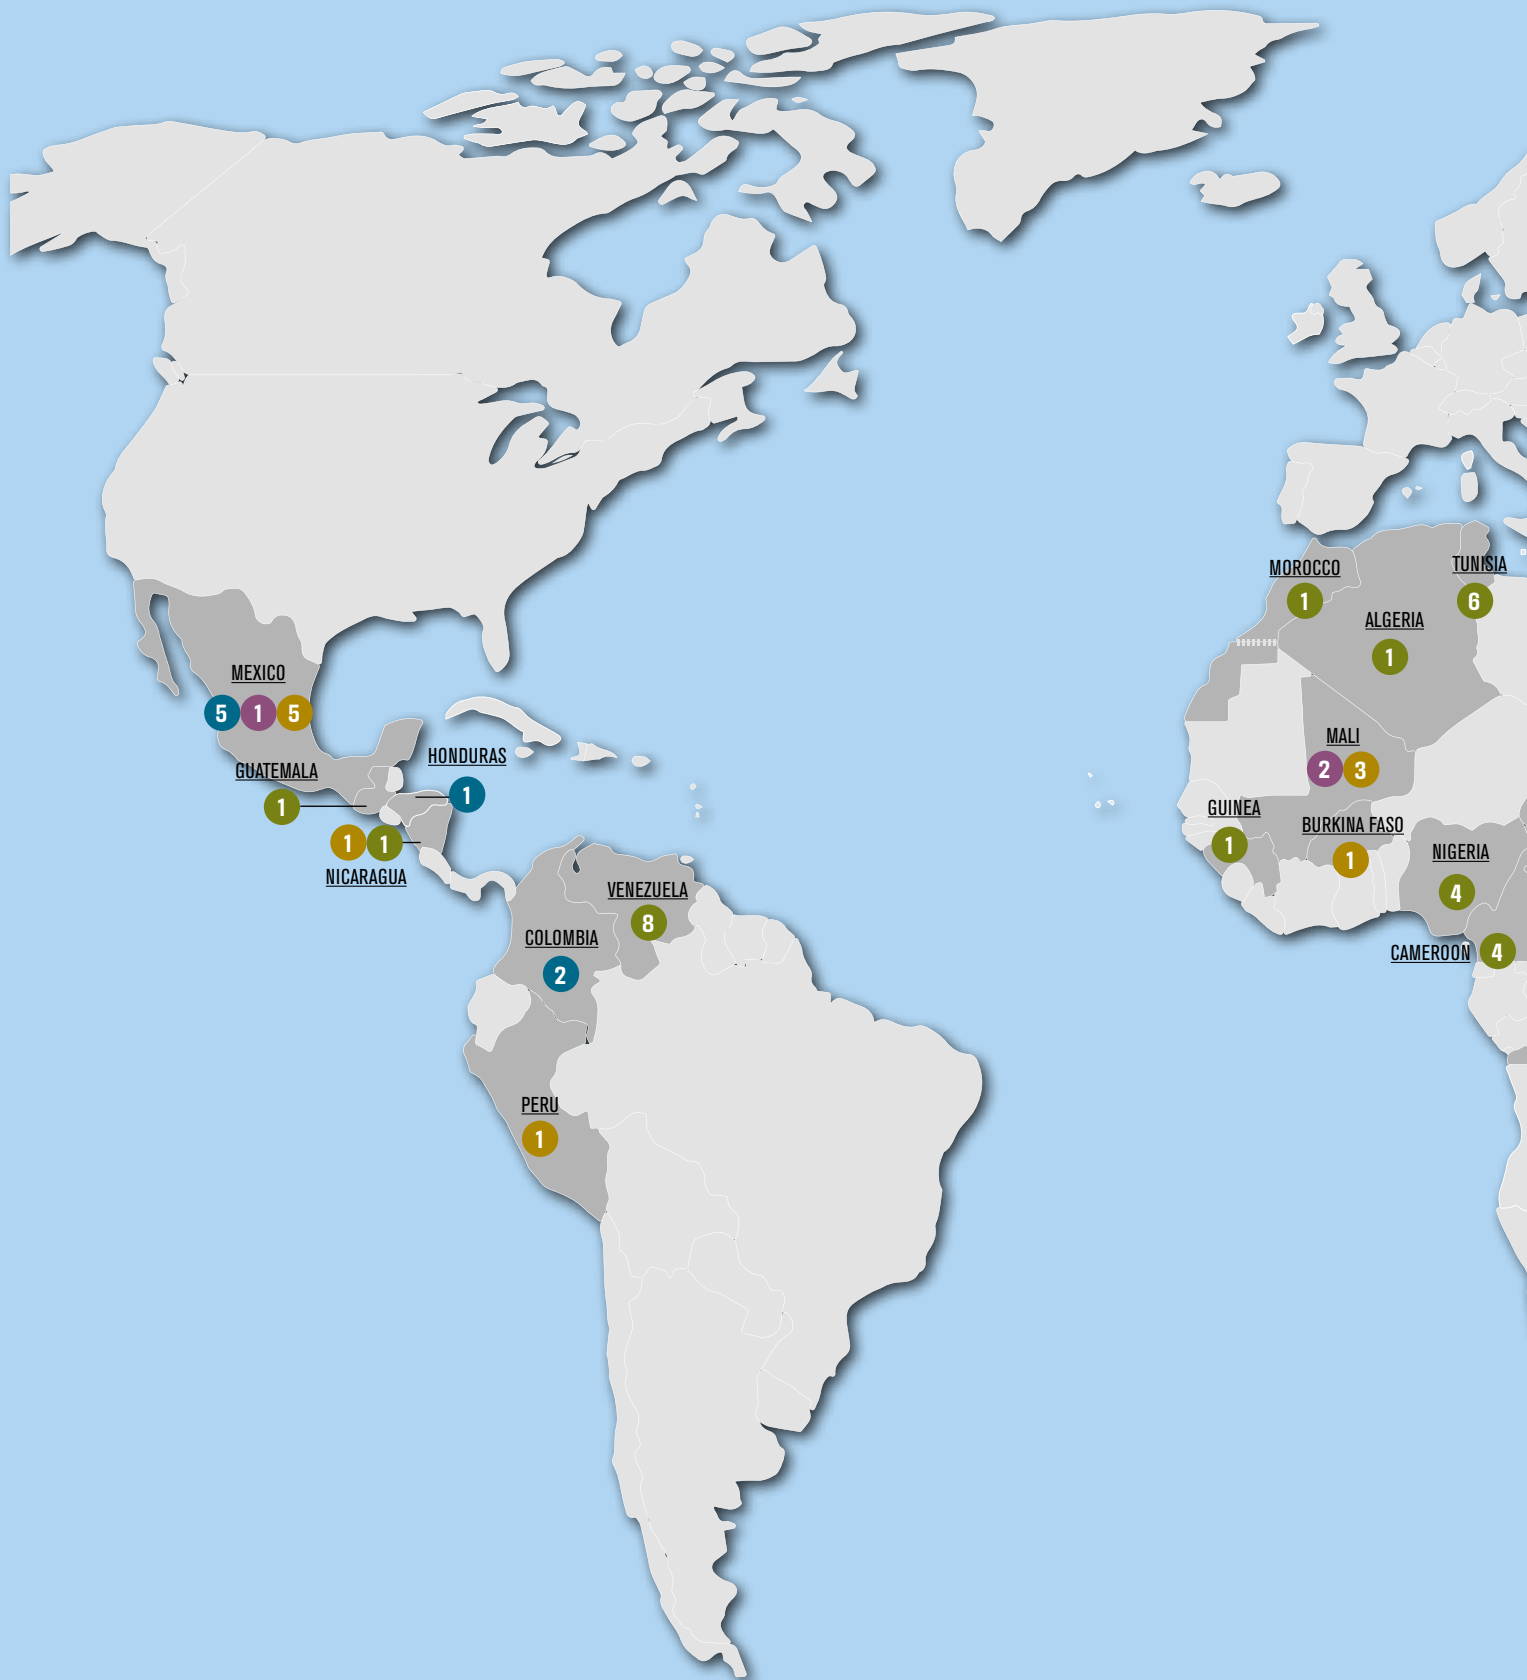 MOROCCO
1
TUNISIA
6
ALGERIA
1
MEXICO
5 1 5
HONDURAS
1
GUATEMALA
1
1 1
NICARAGUA
MALI
2 3
GUINEA
1
BURKINA FASO
1
NIGERIA
4
CAMEROON 4
VENEZUELA
8
COLOMBIA
2
PERU
1